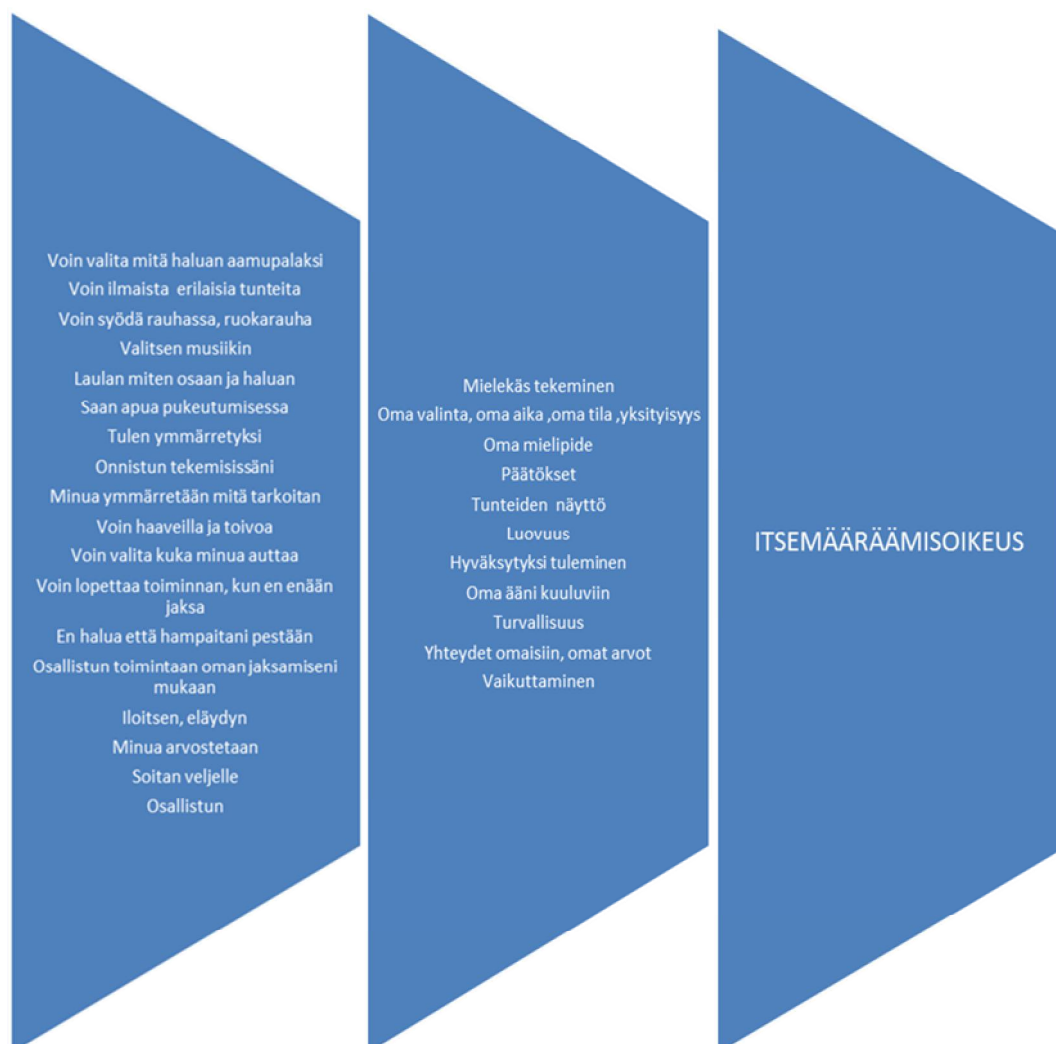 Voin valita mitä haluan aamupalaksi
Voin ilmaista erilaisia tunteita
Voin syödä rauhassa, ruokarauha
Valitsen musiikin
Laulan miten osaan ja haluan
Saan apua pukeutumisessa
Tulen ymmärretyksi
Onnistun tekemisissäni
Minua ymmärretään mitä tarkoitan
Voin haaveilla ja toivoa
Voin valita kuka minua auttaa
Voin lopettaa toiminnan, kun en enään
jaksa
En halua että hampaitani pestään
Osallistun toimintaan oman jaksamiseni
mukaan
Iloitsen, eläydyn
Minua arvostetaan
Soitan veljelle
Osallistun
Mielekäs tekeminen
Oma valinta, oma aika ,oma tila ,yksityisyys
Oma mielipide
Päätökset
Tunteiden näyttö
Luovuus
Hyväksytyksi tuleminen
Oma ääni kuuluviin
Turvallisuus
Yhteydet omaisiin, omat arvot
Vaikuttaminen
ITSEMÄÄRÄÄMISOIKEUS